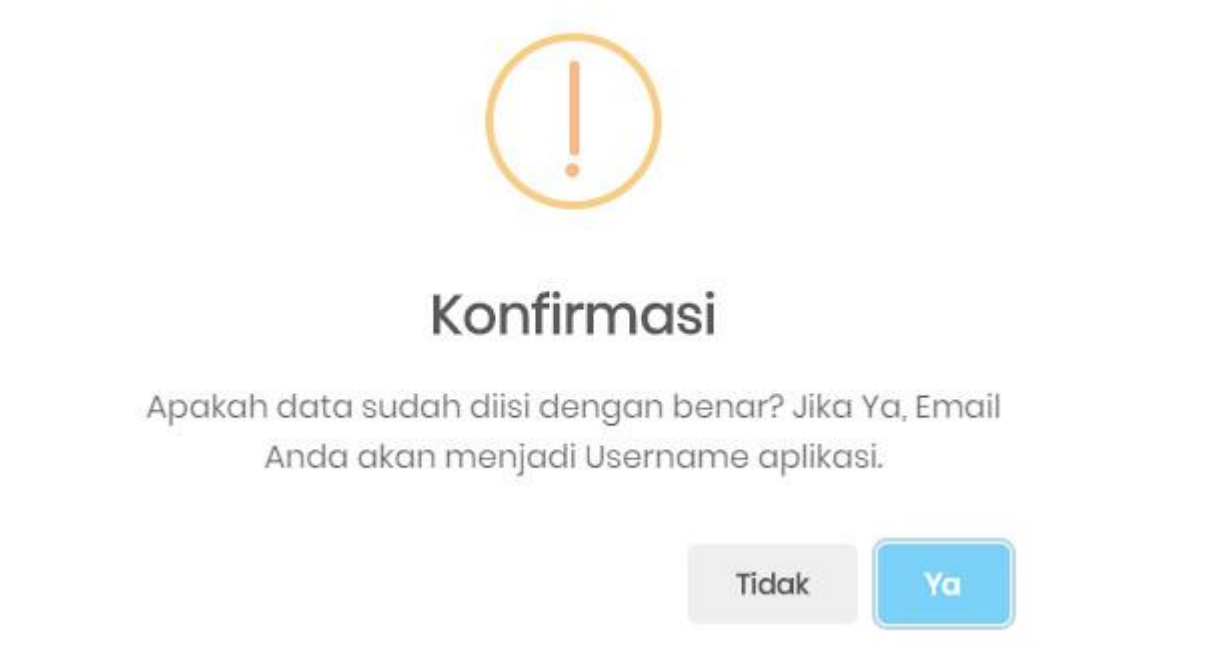 Konfirmasi
Apakah data sudah diisi dengan benar? Jika Ya, Email
Anda akan menjadi Username aplikasi.
Tidak
Ya